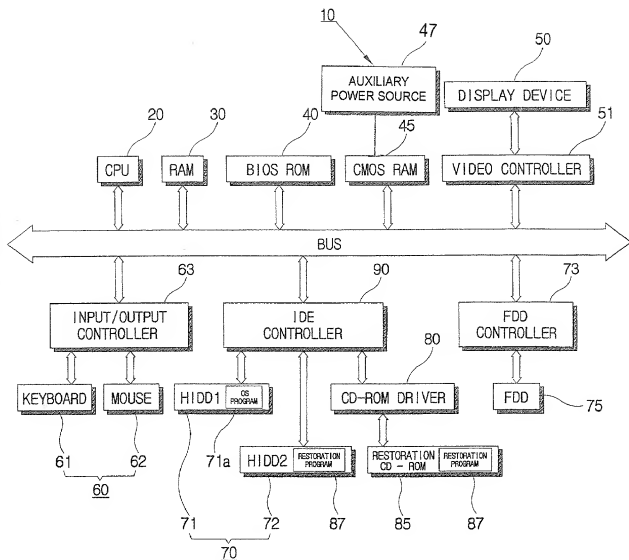 10
47
AUXILIARY
POWER SOURCE
50
DISPLAY DEVICE
20
30
40
45
51
CPU
RAM
BIOS ROM
CMOS RAM
VIDEO CONTROLLER
BUS
63
90
73
INPUT/OUTPUT
CONTROLLER
IDE
CONTROLLER
FDD
CONTROLLER
80
KEYBOARD
MOUSE
HIDD1
OS
PROGRAM
CD-ROM DRIVER
FDD
61
62
71a
75
60
HIDD2
RESTORATION
PROGRAM
RESTORATION
CD - ROM
RESTORATION
PROGRAM
71
72
87
85
87
70